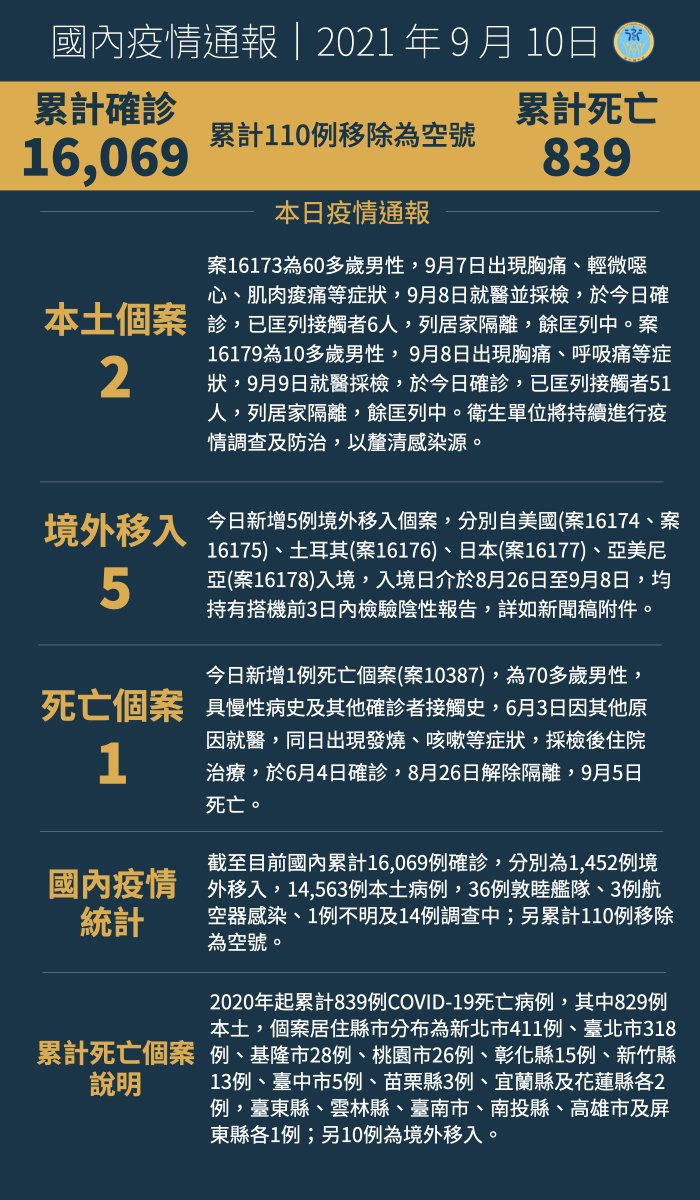 國內疫情通報｜2021 年 9 月 10日
累計確診
16,069
累計110例移除為空號
累計死亡
839
本日疫情通報
本土個案
2
案16173為60多歲男性，9月7日出現胸痛、輕微噁
心、肌肉痠痛等症狀，9月8日就醫並採檢，於今日確
診，已匡列接觸者6人，列居家隔離，餘匡列中。案
16179為10多歲男性， 9月8日出現胸痛、呼吸痛等症
狀，9月9日就醫採檢，於今日確診，已匡列接觸者51
人，列居家隔離，餘匡列中。衛生單位將持續進行疫
情調查及防治，以釐清感染源。
境外移入
5
今日新增5例境外移入個案，分別自美國(案16174、案
16175)、土耳其(案16176)、日本(案16177)、亞美尼
亞(案16178)入境，入境日介於8月26日至9月8日，均
持有搭機前3日內檢驗陰性報告，詳如新聞稿附件。
死亡個案
1
今日新增1例死亡個案(案10387)，為70多歲男性，
具慢性病史及其他確診者接觸史，6月3日因其他原
因就醫，同日出現發燒、咳嗽等症狀，採檢後住院
治療，於6月4日確診，8月26日解除隔離，9月5日
死亡。
國內疫情
統計
截至目前國內累計16,069例確診，分別為1,452例境
外移入，14,563例本土病例，36例敦睦艦隊、3例航
空器感染、1例不明及14例調查中；另累計110例移除
為空號。
累計死亡個案
說明
2020年起累計839例COVID-19死亡病例，其中829例
本土，個案居住縣市分布為新北市411例、臺北市318
例、基隆市28例、桃園市26例、彰化縣15例、新竹縣
13例、臺中市5例、苗栗縣3例、宜蘭縣及花蓮縣各2
例，臺東縣、雲林縣、臺南市、南投縣、高雄市及屏
東縣各1例；另10例為境外移入。